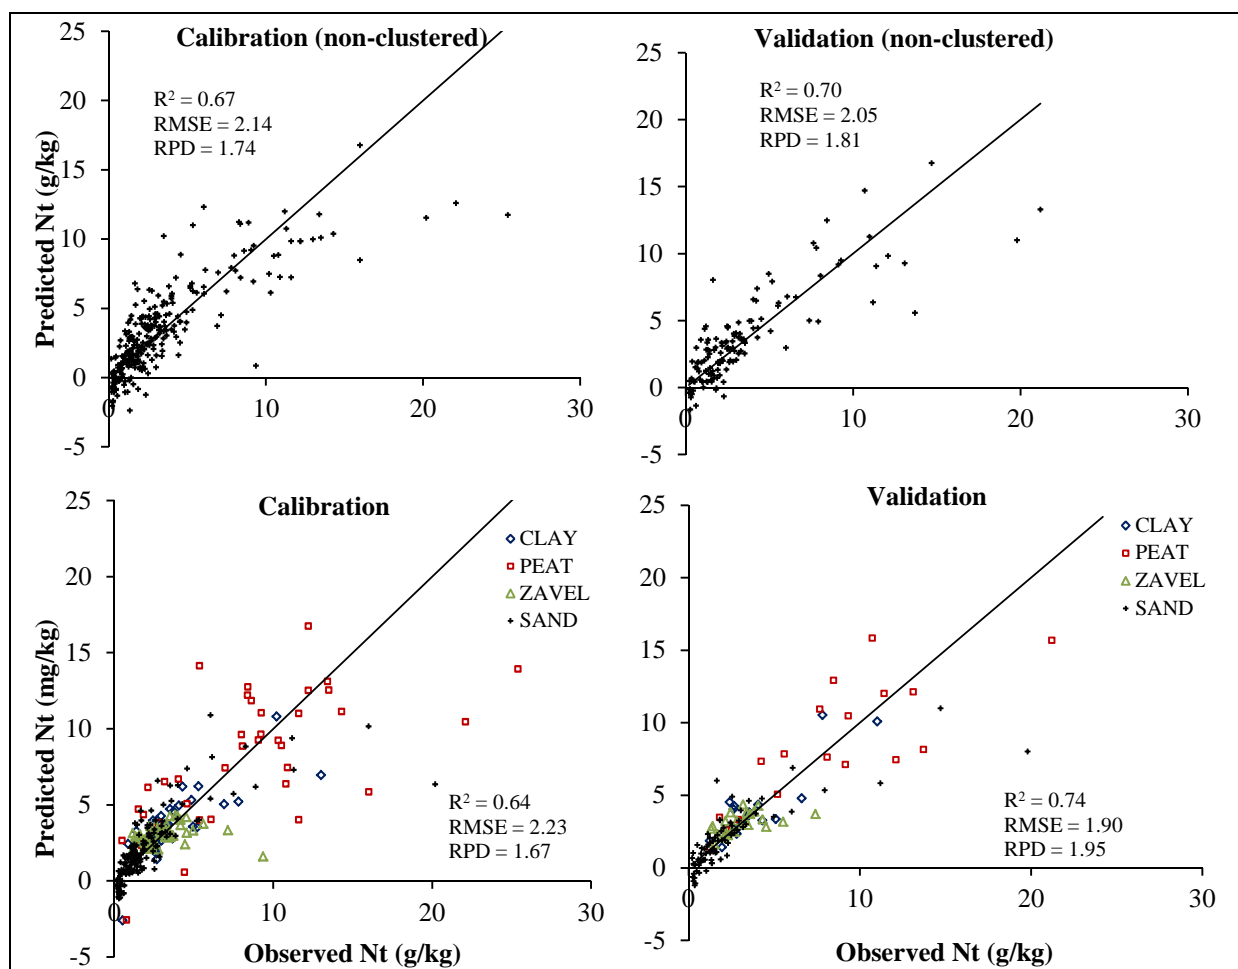 Calibration (non-clustered)
R² = 0.67
RMSE = 2.14
RPD = 1.74
Predicted Nt (g/kg)
25
20
15
10
5
0
-5
0
10
20
30
Validation (non-clustered)
R² = 0.70
RMSE = 2.05
RPD = 1.81
25
20
15
10
5
0
-5
0
10
20
30
Calibration
CLAY
PEAT
ZAVEL
SAND
R² = 0.64
RMSE = 2.23
RPD = 1.67
Predicted Nt (mg/kg)
25
20
15
10
5
0
-5
0
10
20
30
Observed Nt (g/kg)
Validation
CLAY
PEAT
ZAVEL
SAND
R² = 0.74
RMSE = 1.90
RPD = 1.95
25
20
15
10
5
0
-5
0
10
20
30
Observed Nt (g/kg)